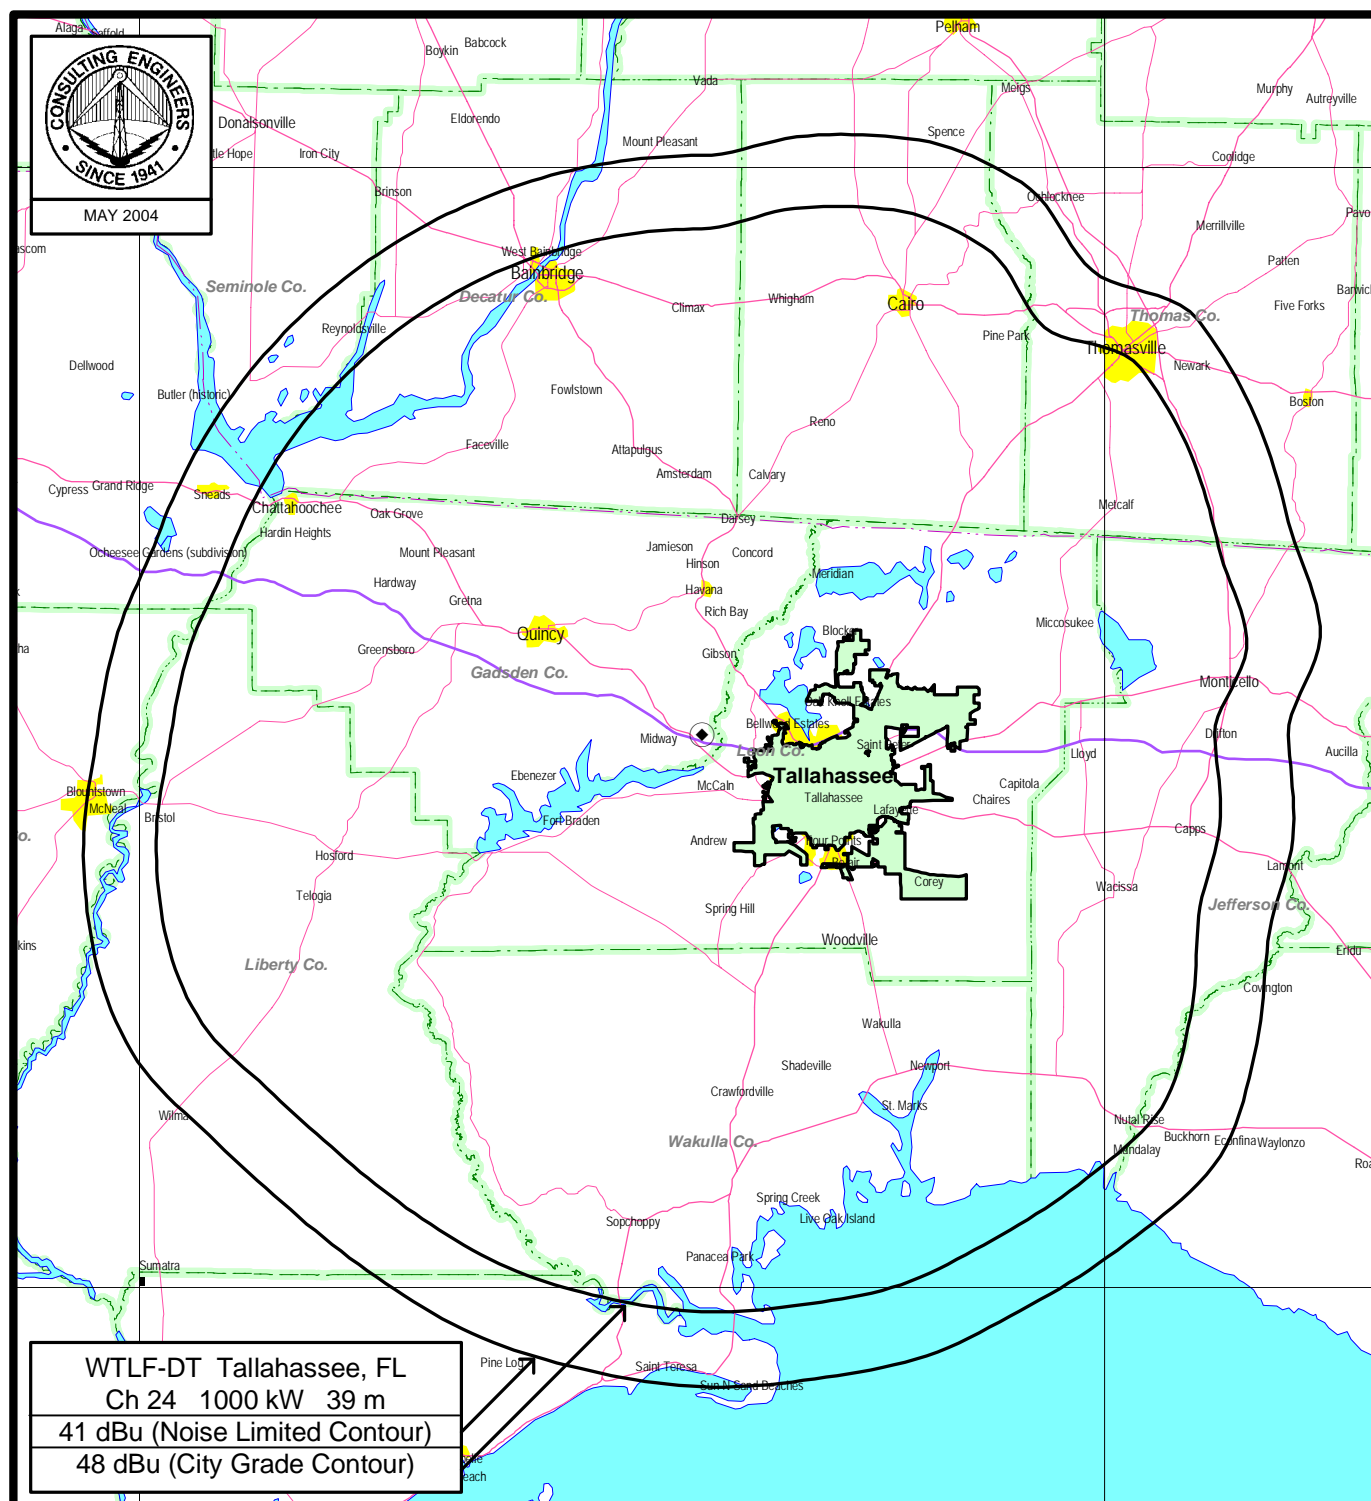 Pelham
Alaga
Babcock
Boykin
CONSULTING ENGINEERS
SINCE 1941
MAY 2004
Vada
Meigs
Murphy
Autreyville
Donalsonville
Eldorendo
Spence
Mount Pleasant
Iron City
Coolidge
Brinson
Ochlocknee
Pavo
Merrillville
West Bainbridge
Patten
Bainbridge
Seminole Co.
Decatur Co.
Whigham
Cairo
Climax
Barwick
Five Forks
Thomas Co.
Reynoldsville
Pine Park
Thomasville
Dellwood
Newark
Butler (historic)
Fowlstown
Boston
Reno
Faceville
Attapulgus
Amsterdam
Calvary
Cypress
Grand Ridge
Sneads
Chattahoochee
Oak Grove
Metcalf
Darsey
Hardin Heights
Ocheesee Gardens (subdivision)
Mount Pleasant
Jamieson
Concord
Hinson
Hardway
Meridian
Havana
Gretna
Rich Bay
Miccosukee
Blocker
Quincy
Greensboro
Gibson
Gadsden Co.
Monticello
Oak Knoll Estates
Bellwood Estates
Midway
Saint Peter
Drifton
Leon Co.
Lloyd
Aucilla
Ebenezer
Tallahassee
McCaln
Capitola
Blountstown
Tallahassee
Chaires
McNeal
Lafayette
Bristol
Fort Braden
Capps
Andrew
Four Points
Hosford
Belair
Lamont
Corey
Wacissa
Telogia
Jefferson Co.
Spring Hill
Woodville
Eridu
Liberty Co.
Covington
Wakulla
Shadeville
Newport
Crawfordville
St. Marks
Wilma
Nutal Rise
Wakulla Co.
Buckhorn
Econfina
Waylonzo
Mandalay
Spring Creek
Live Oak Island
Sopchoppy
Panacea Park
Sumatra
Pine Log
Saint Teresa
Sun N Sand Beaches
WTLF-DT Tallahassee, FL
Ch 24 1000 kW 39 m
41 dBu (Noise Limited Contour)
48 dBu (City Grade Contour)